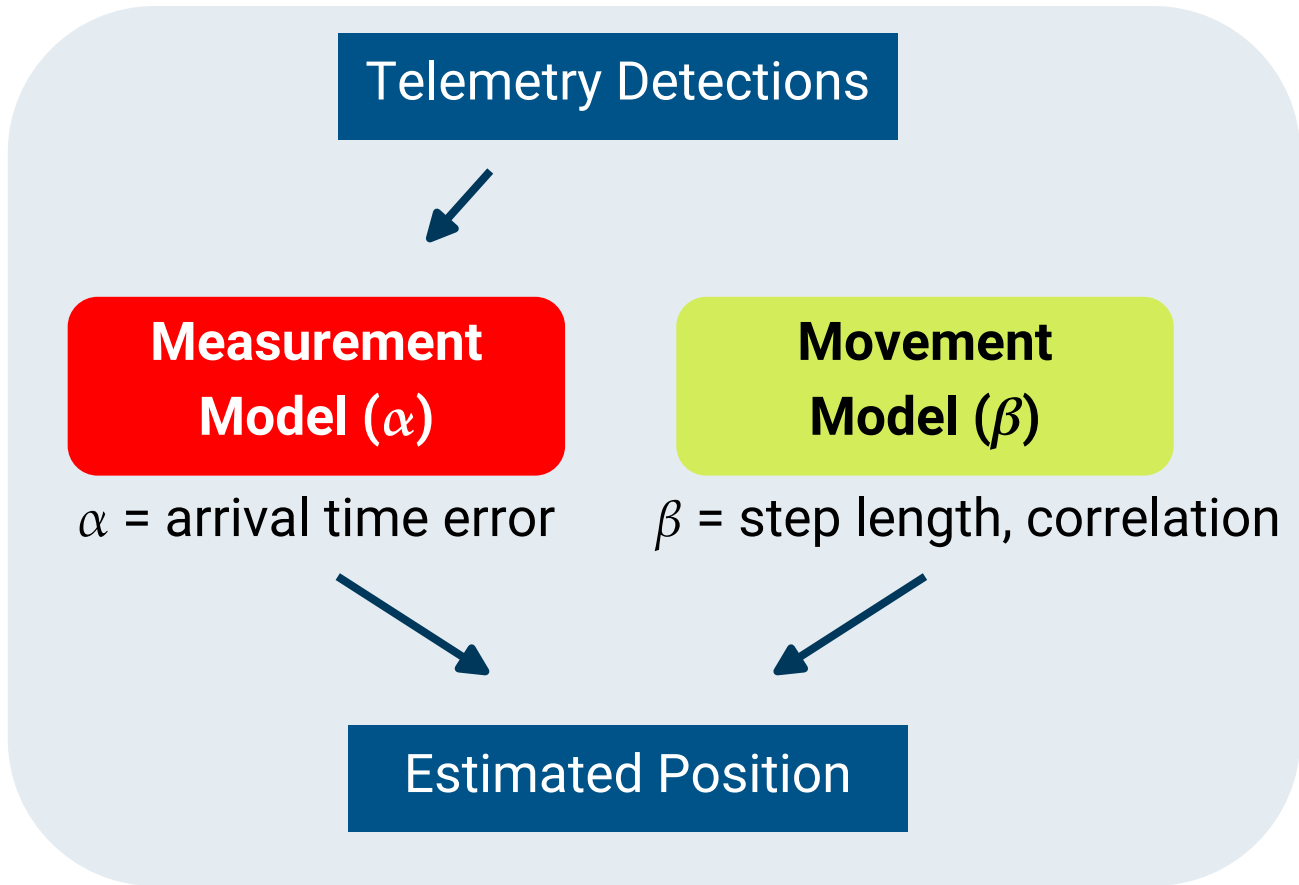 Telemetry Detections
Measurement
Model (α)
α = arrival time error
Movement
Model (β)
β = step length, correlation
Estimated Position